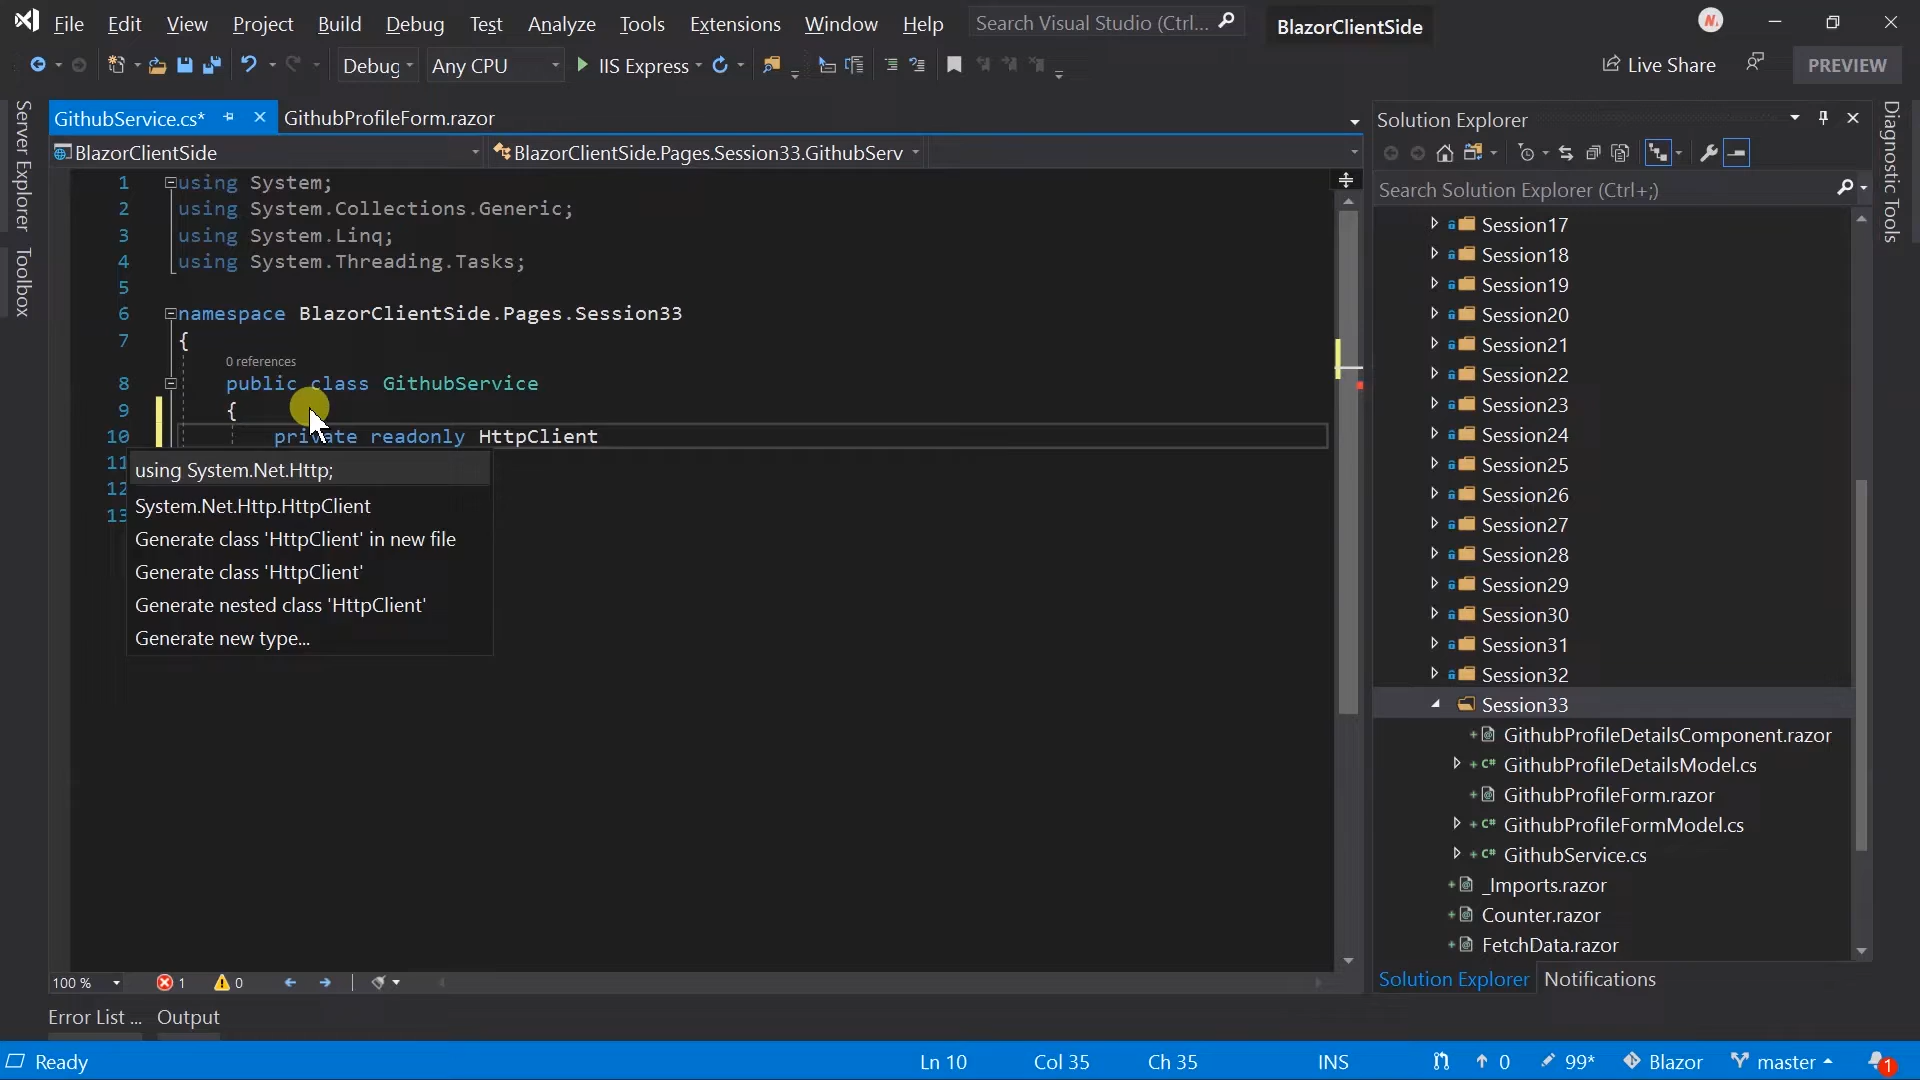 File Edit View Project Build Debug Test Analyze Tools Extensions Window Help Search Visual Studio (Ctrl... BlazorClientSide
Debug Any CPU IIS Express Live Share PREVIEW
Server Explorer
Toolbox
GithubService.cs* GithubProfileForm.razor
BlazorClientSide BlazorClientSide.Pages.Session33.GithubServ
1 using System;
2 using System.Collections.Generic;
3 using System.Linq;
4 using System.Threading.Tasks;
5
6 namespace BlazorClientSide.Pages.Session33
7 {
0 references
8 public class GithubService
9 {
10 private readonly HttpClient
11
12
13
using System.Net.Http;
System.Net.Http.HttpClient
Generate class 'HttpClient' in new file
Generate class 'HttpClient'
Generate nested class 'HttpClient'
Generate new type...
100 % 1 0
Error List ... Output
Solution Explorer
Search Solution Explorer (Ctrl+;)
Session17
Session18
Session19
Session20
Session21
Session22
Session23
Session24
Session25
Session26
Session27
Session28
Session29
Session30
Session31
Session32
Session33
GithubProfileDetailsComponent.razor
C# GithubProfileDetailsModel.cs
GithubProfileForm.razor
C# GithubProfileFormModel.cs
C# GithubService.cs
_Imports.razor
Counter.razor
FetchData.razor
Solution Explorer Notifications
Diagnostic Tools
Ready Ln 10 Col 35 Ch 35 INS 0 99* Blazor master 1